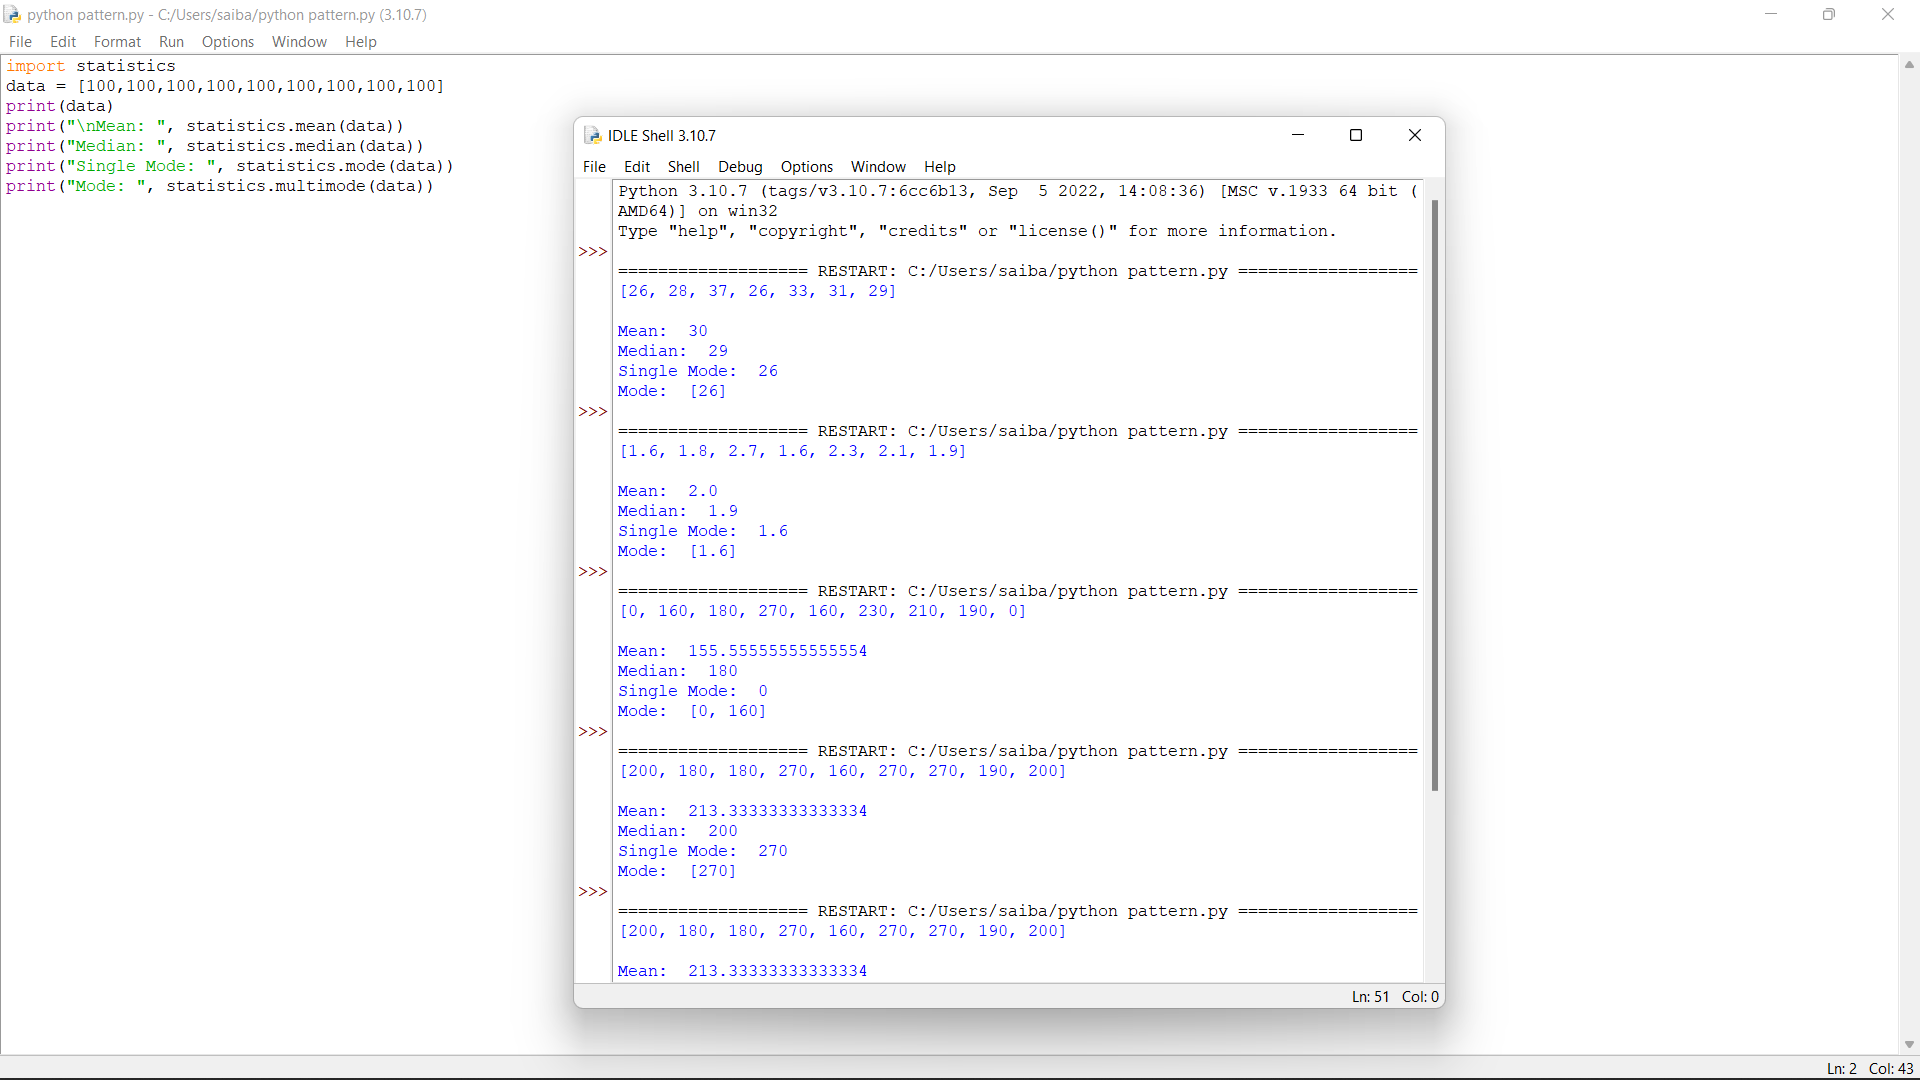 python pattern.py - C:/Users/saiba/python pattern.py (3.10.7)
File Edit Format Run Options Window Help
import statistics
data = [100,100,100,100,100,100,100,100,100]
print(data)
print("\nMean: ", statistics.mean(data))
print("Median: ", statistics.median(data))
print("Single Mode: ", statistics.mode(data))
print("Mode: ", statistics.multimode(data))
IDLE Shell 3.10.7
File Edit Shell Debug Options Window Help
Python 3.10.7 (tags/v3.10.7:6cc6b13, Sep  5 2022, 14:08:36) [MSC v.1933 64 bit (
AMD64)] on win32
Type "help", "copyright", "credits" or "license()" for more information.
>>>
=================== RESTART: C:/Users/saiba/python pattern.py ==================
[26, 28, 37, 26, 33, 31, 29]
Mean:  30
Median:  29
Single Mode:  26
Mode:  [26]
>>>
=================== RESTART: C:/Users/saiba/python pattern.py ==================
[1.6, 1.8, 2.7, 1.6, 2.3, 2.1, 1.9]
Mean:  2.0
Median:  1.9
Single Mode:  1.6
Mode:  [1.6]
>>>
=================== RESTART: C:/Users/saiba/python pattern.py ==================
[0, 160, 180, 270, 160, 230, 210, 190, 0]
Mean:  155.55555555555554
Median:  180
Single Mode:  0
Mode:  [0, 160]
>>>
=================== RESTART: C:/Users/saiba/python pattern.py ==================
[200, 180, 180, 270, 160, 270, 270, 190, 200]
Mean:  213.33333333333334
Median:  200
Single Mode:  270
Mode:  [270]
>>>
=================== RESTART: C:/Users/saiba/python pattern.py ==================
[200, 180, 180, 270, 160, 270, 270, 190, 200]
Mean:  213.33333333333334
Ln: 51 Col: 0
Ln: 2 Col: 43